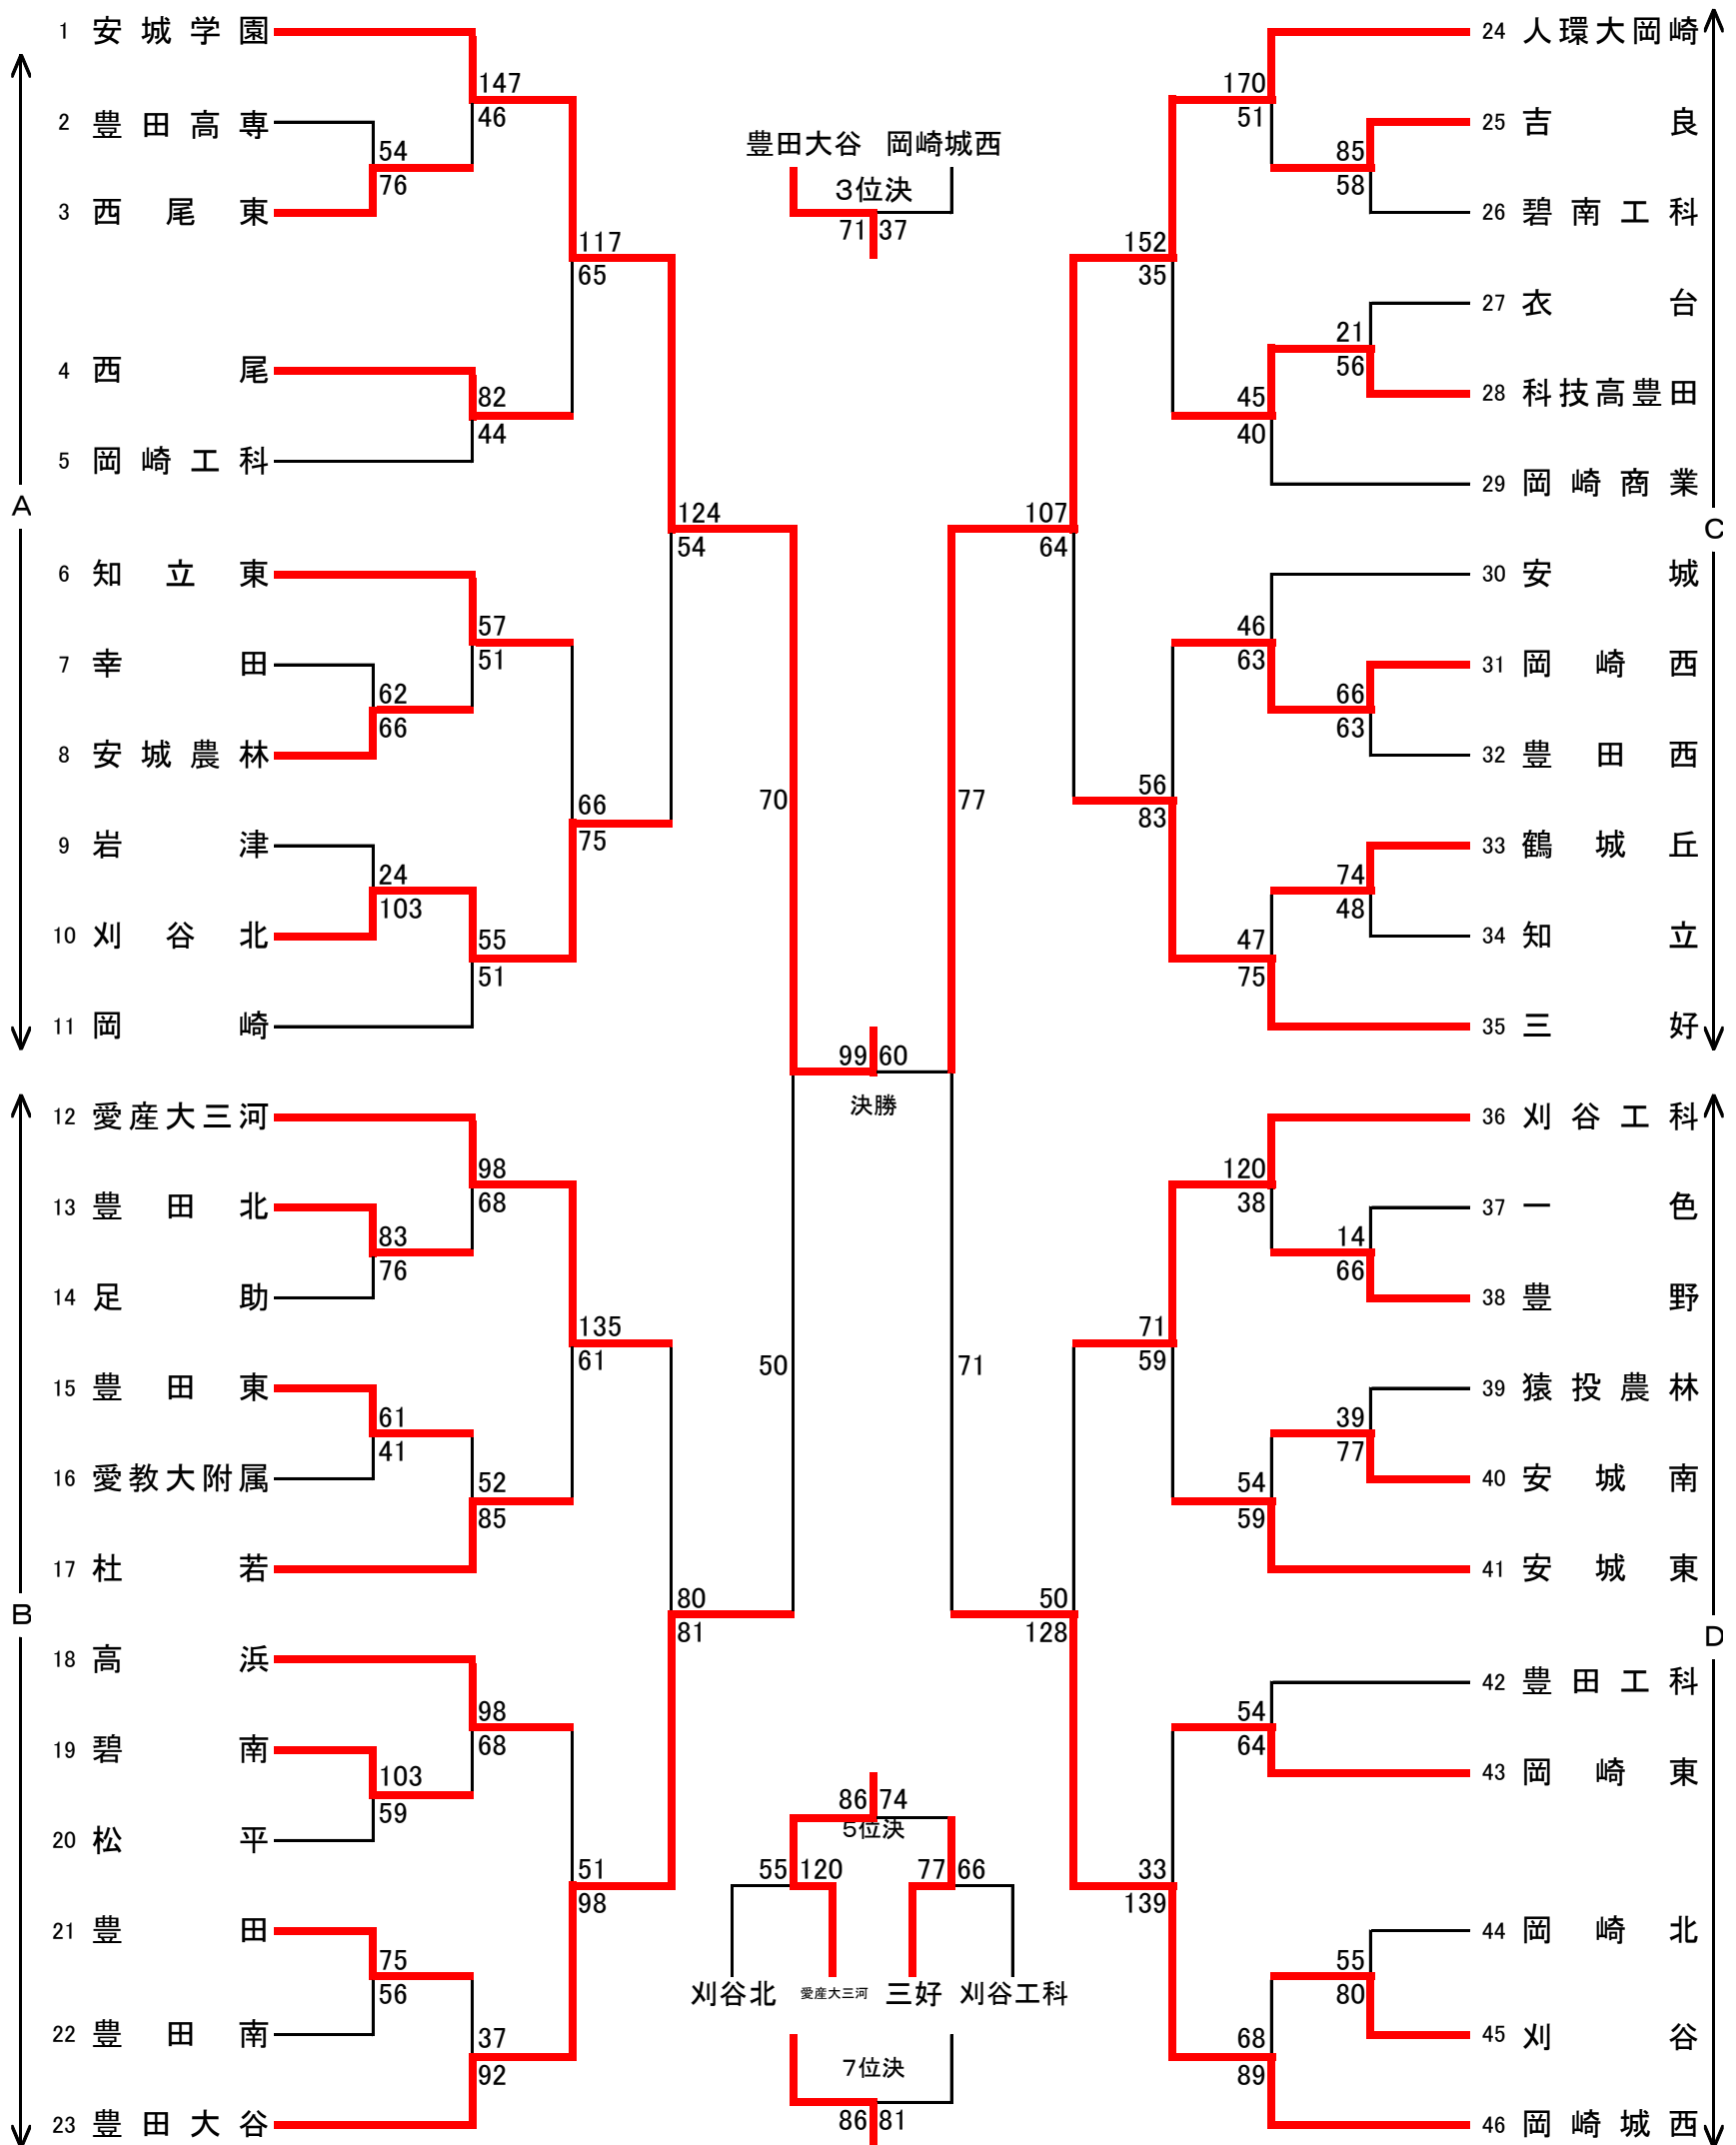 1 安城学園
147
46
2 豊田高専
54
76
3 西尾東
117
65
4 西尾
82
44
5 岡崎工科
A
124
54
6 知立東
57
51
7 幸田
62
66
8 安城農林
66
75
9 岩津
24
103
10 刈谷北
55
51
11 岡崎
12 愛産大三河
98
68
13 豊田北
83
76
14 足助
135
61
15 豊田東
61
41
16 愛教大附属
52
85
17 杜若
B
80
81
18 高浜
98
68
19 碧南
103
59
20 松平
51
98
21 豊田
75
56
22 豊田南
37
92
23 豊田大谷
豊田大谷 岡崎城西
3位決
71 37
70 77
99 60
決勝
50 71
86 74
5位決
55 120 77 66
刈谷北 愛産大三河 三好 刈谷工科
7位決
86 81
24 人環大岡崎
170
51
25 吉良
85
58
26 碧南工科
152
35
27 衣台
21
56
28 科技高豊田
45
40
29 岡崎商業
C
107
64
30 安城
46
63
31 岡崎西
66
63
32 豊田西
56
83
33 鶴城丘
74
48
34 知立
47
75
35 三好
36 刈谷工科
120
38
37 一色
14
66
38 豊野
71
59
39 猿投農林
39
77
40 安城南
54
59
41 安城東
D
50
128
42 豊田工科
54
64
43 岡崎東
33
139
44 岡崎北
55
80
45 刈谷
68
89
46 岡崎城西